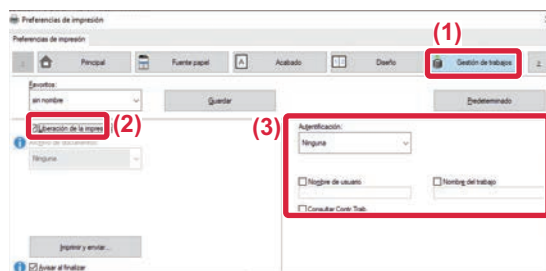 Preferencias de impresión
Preferencias de impresión
(1)
Principal
Fuente papel
Acabado
Diseño
Gestión de trabajos
Favoritos:
sin nombre
Guardar
Predeterminado
Liberación de la impres
(2)
(3)
Autentificación:
Ninguna
Ninguna
Nombre de usuario
Nombre del trabajo
Consultar Contr. Trab.
Imprimir y enviar...
Avisar al finalizar